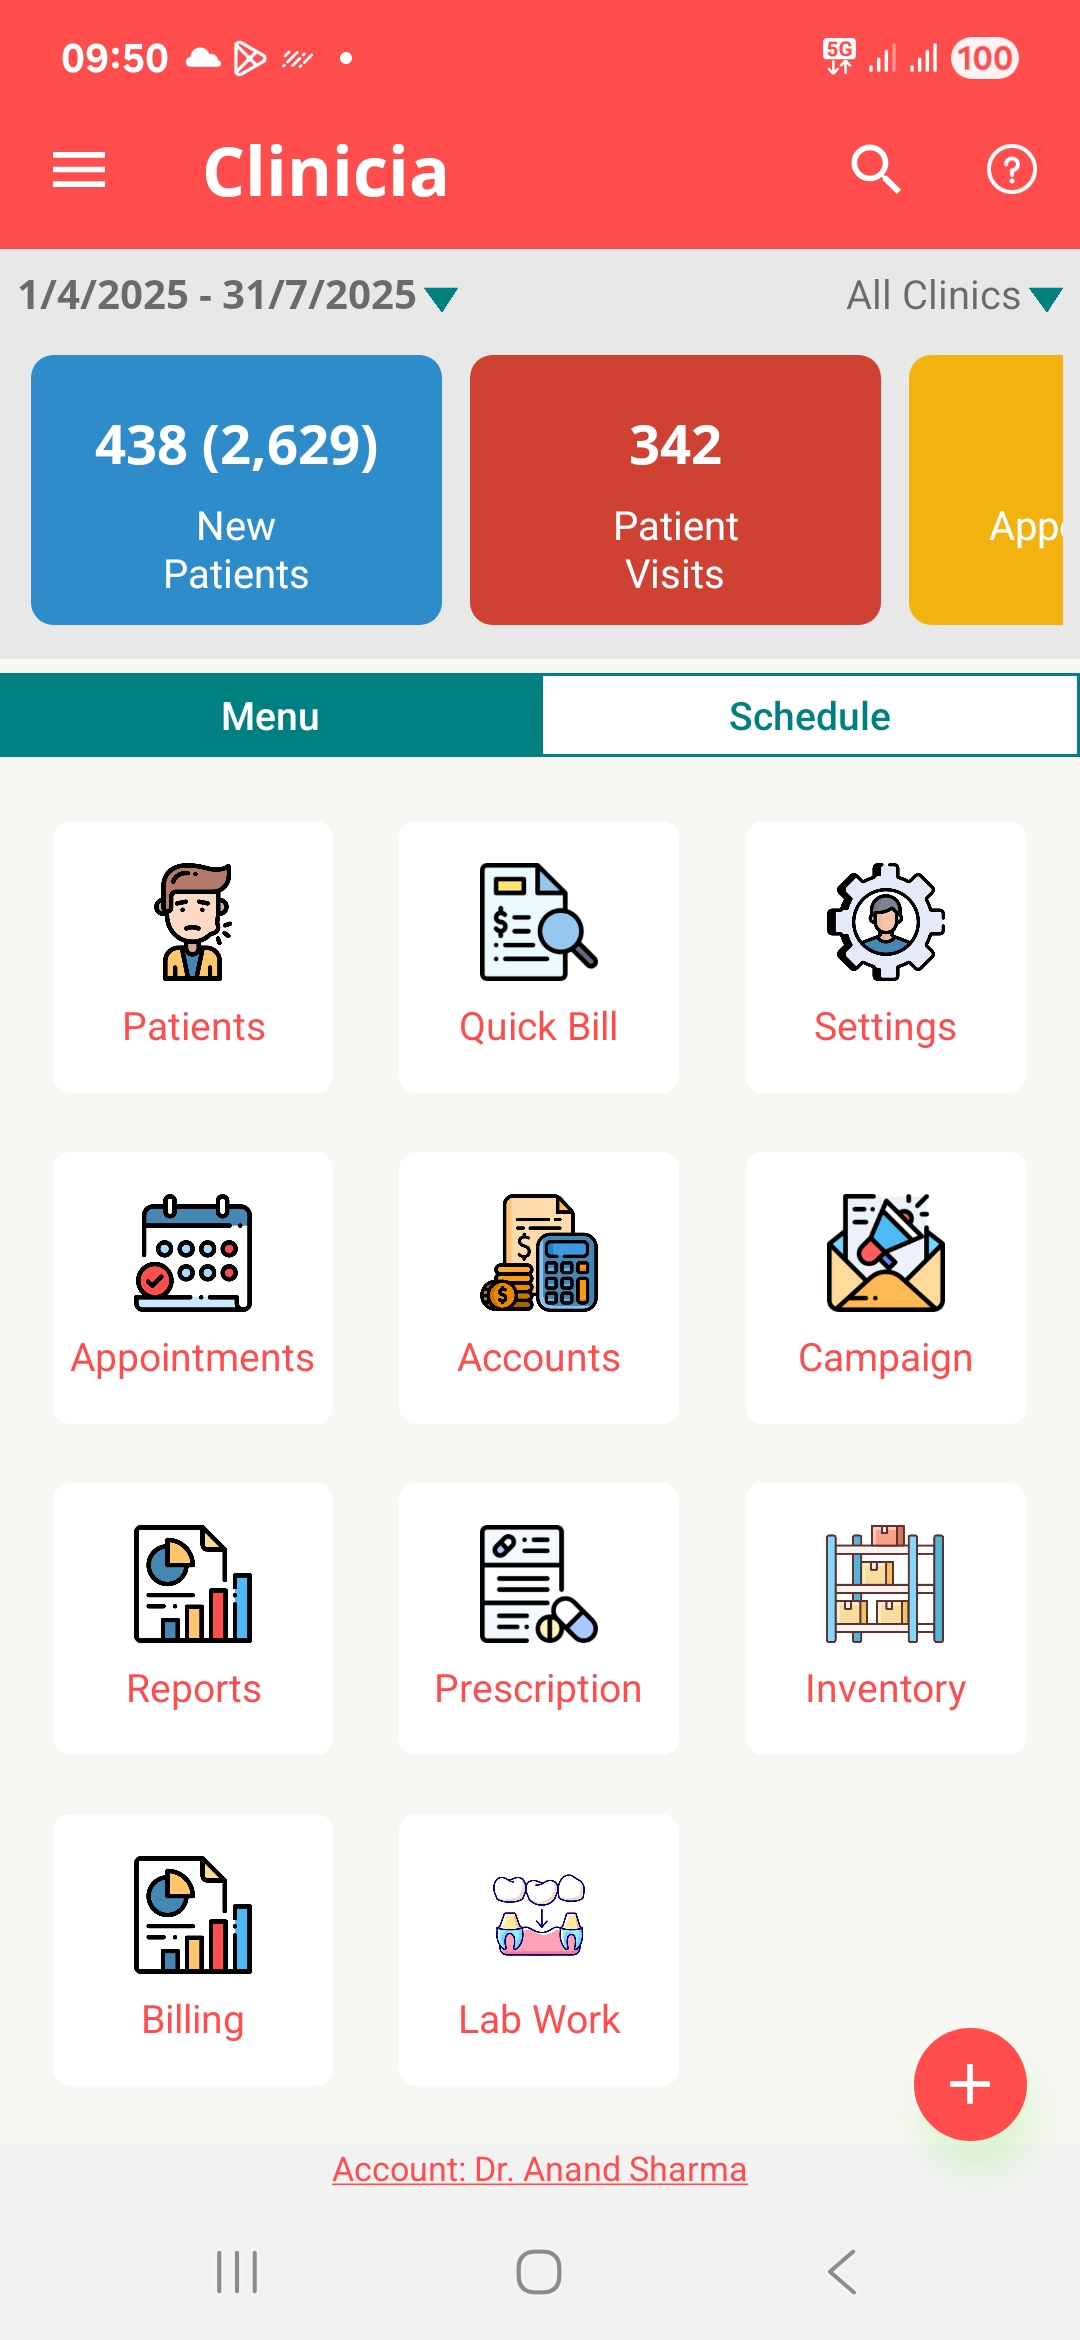 09:50
5G
100
Clinicia
1/4/2025 - 31/7/2025
All Clinics
438 (2,629)
New
Patients
342
Patient
Visits
Menu
Schedule
Patients
Quick Bill
Settings
Appointments
Accounts
Campaign
Reports
Prescription
Inventory
Billing
Lab Work
Account: Dr. Anand Sharma